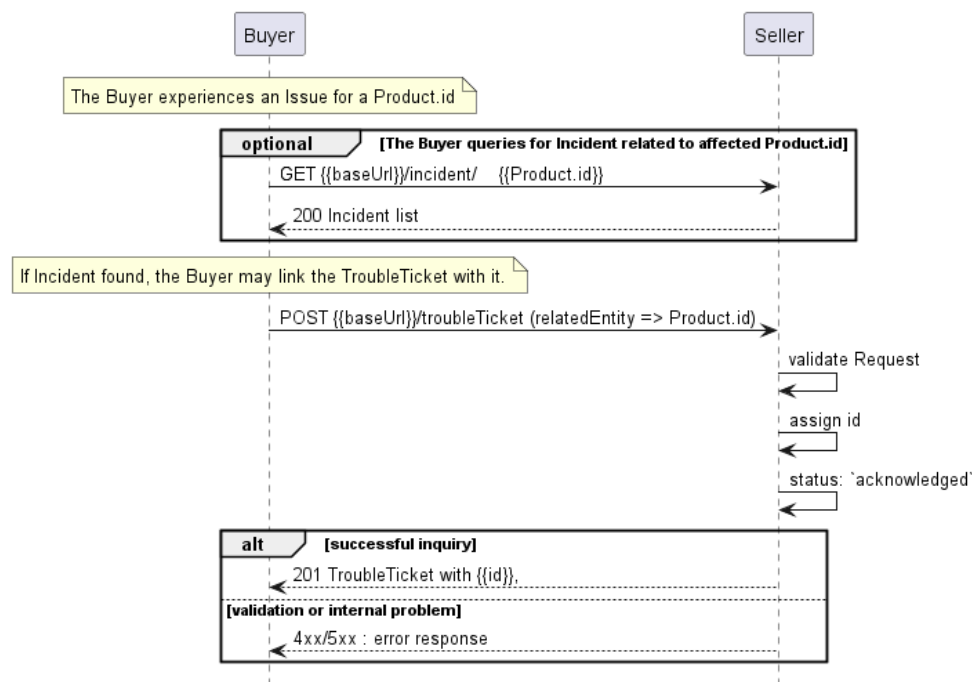 Buyer
Seller
The Buyer experiences an Issue for a Product.id
optional
[The Buyer queries for Incident related to affected Product.id]
GET {{baseUrl}}/incident/ {{Product.id}}
200 Incident list
If Incident found, the Buyer may link the TroubleTicket with it.
POST {{baseUrl}}/troubleTicket (relatedEntity => Product.id)
validate Request
assign id
status: `acknowledged`
alt
[successful inquiry]
201 TroubleTicket with {{id}},
[validation or internal problem]
4xx/5xx : error response